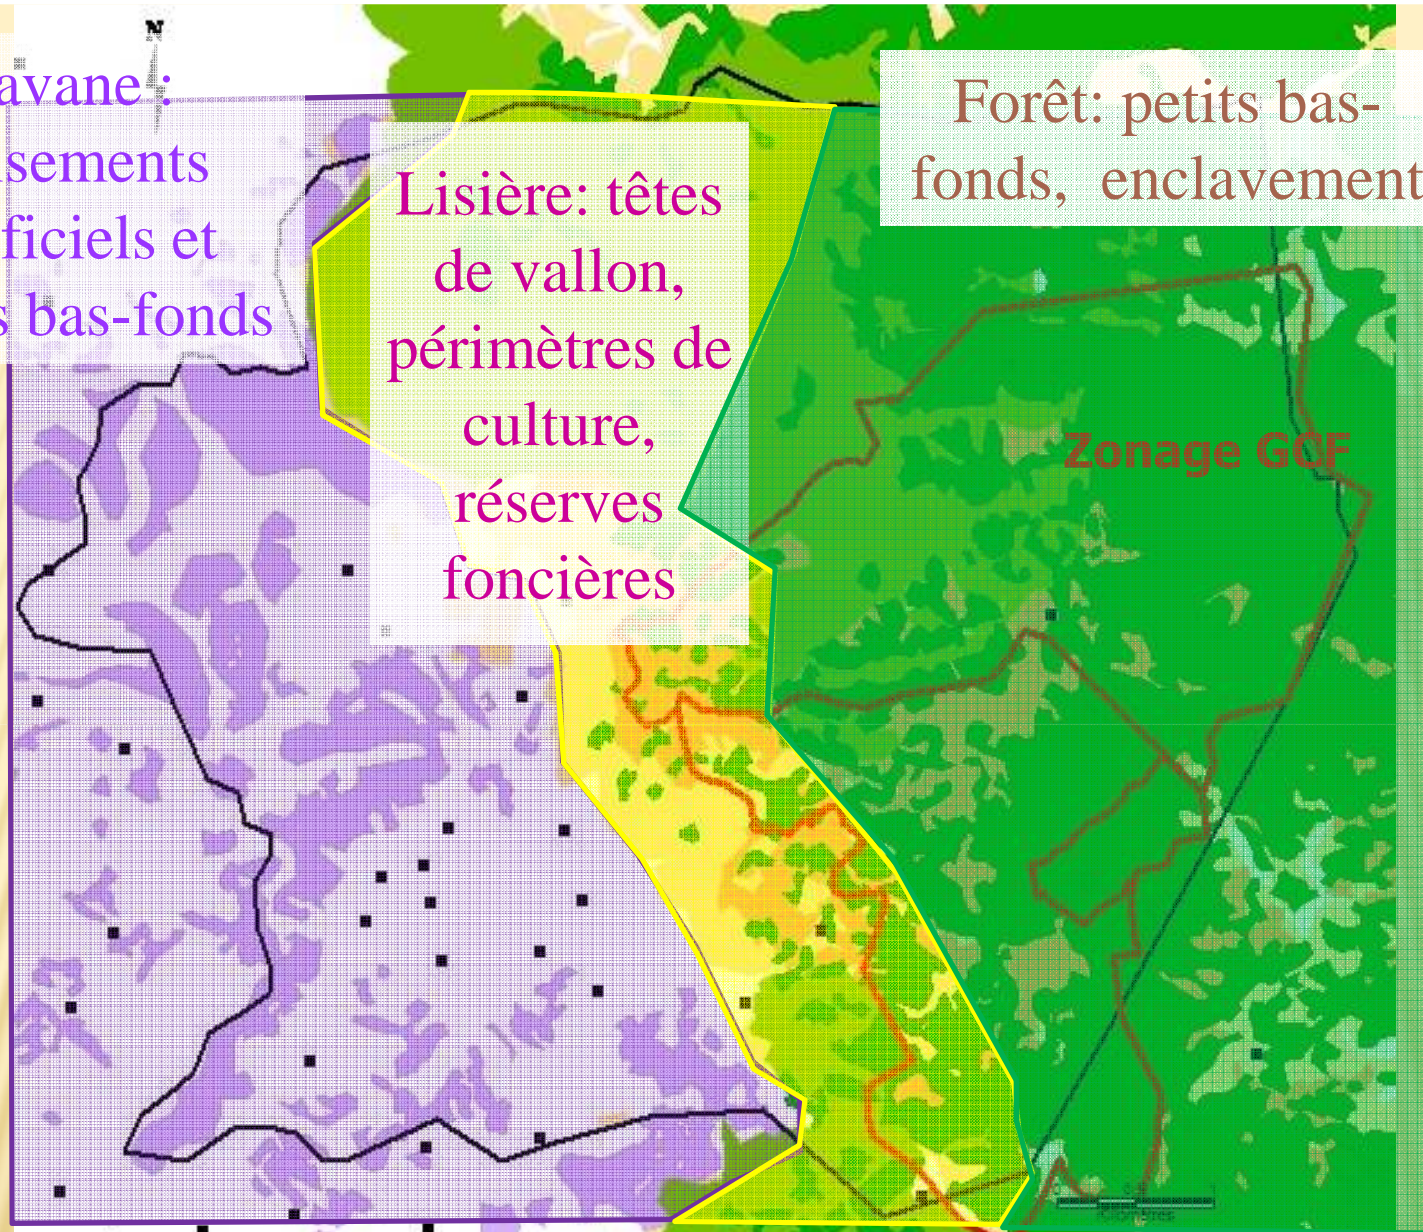 N
avane :
sements
ficiels et
s bas-fonds
Lisière: têtes
de vallon,
périmètres de
culture,
réserves
foncières
Forêt: petits bas-
fonds, enclavement
Zonage GCF